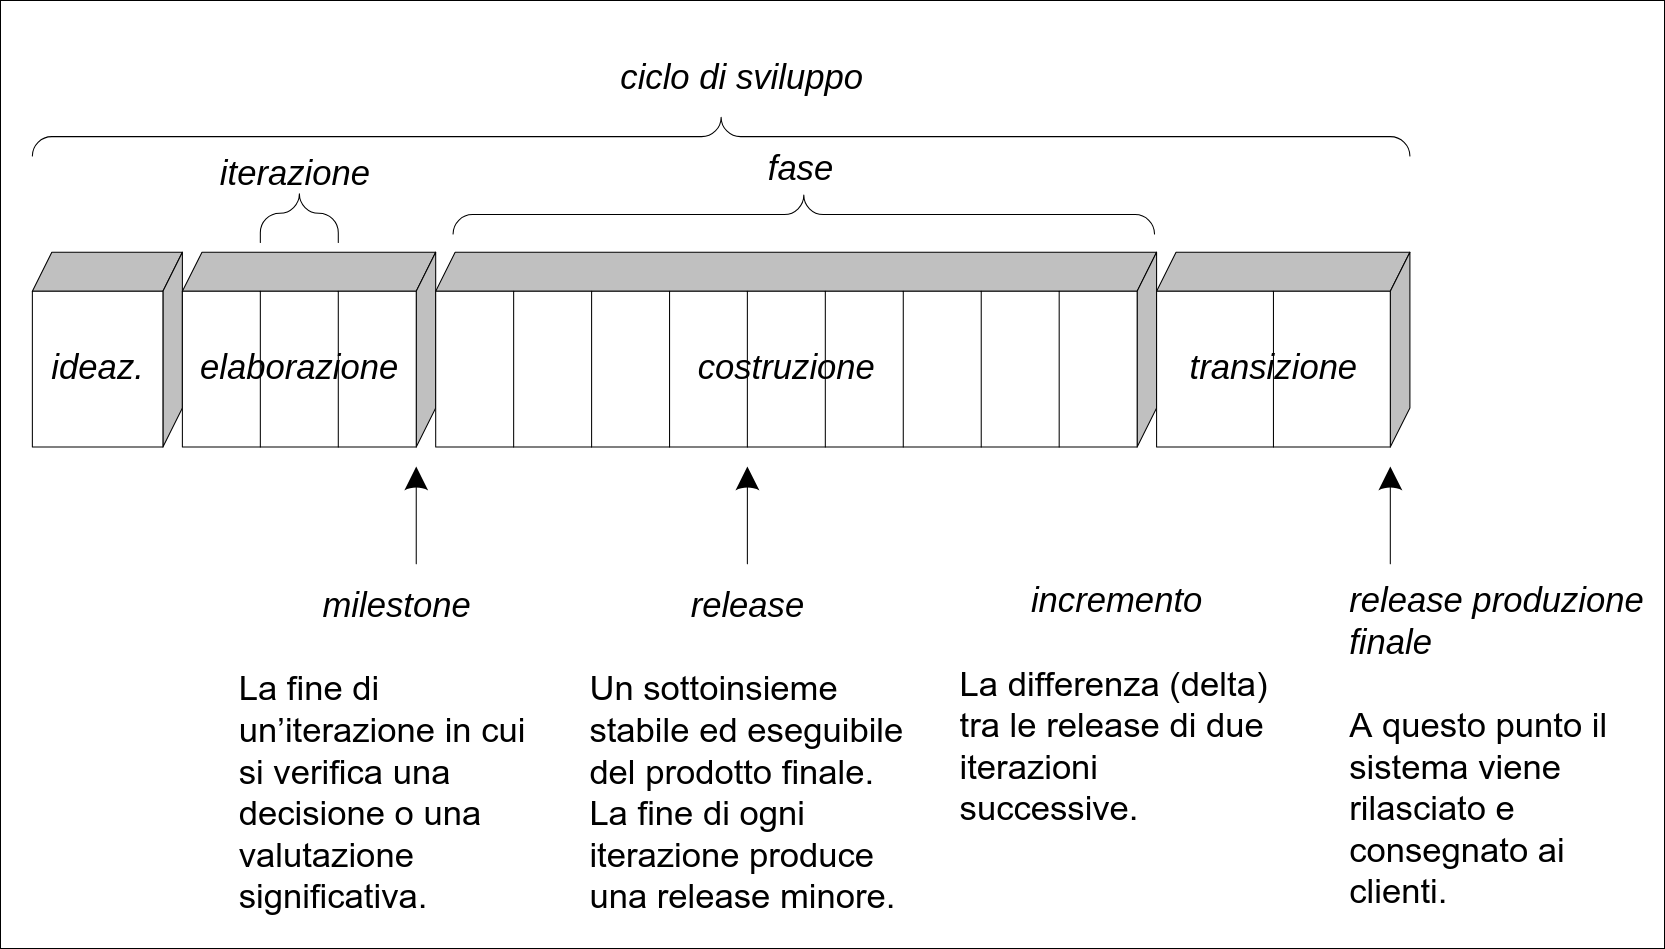 ciclo di sviluppo
iterazione
fase
ideaz.
elaborazione
costruzione
transizione
milestone
La fine di
un’iterazione in cui
si verifica una
decisione o una
valutazione
significativa.
release
Un sottoinsieme
stabile ed eseguibile
del prodotto finale.
La fine di ogni
iterazione produce
una release minore.
incremento
La differenza (delta)
tra le release di due
iterazioni
successive.
release produzione
finale
A questo punto il
sistema viene
rilasciato e
consegnato ai
clienti.